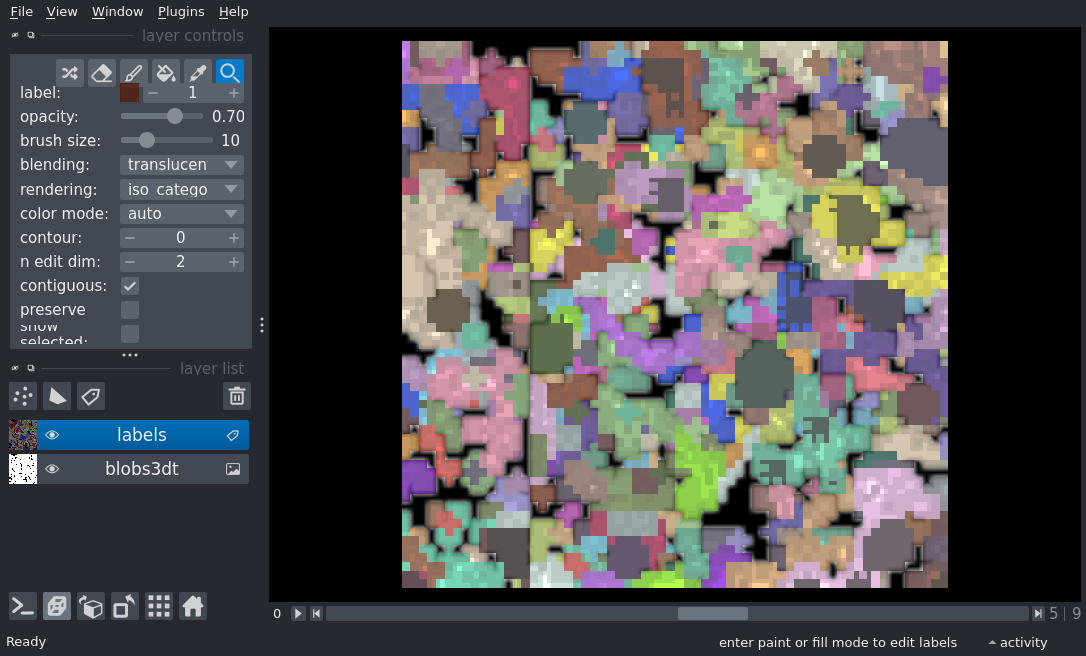 File View Window Plugins Help
layer controls
label: 1
opacity: 0.70
brush size: 10
blending: translucen
rendering: iso_catego
color mode: auto
contour: 0
n edit dim: 2
contiguous:
preserve
show
selected:
layer list
labels
blobs3dt
0 5 | 9
Ready enter paint or fill mode to edit labels activity